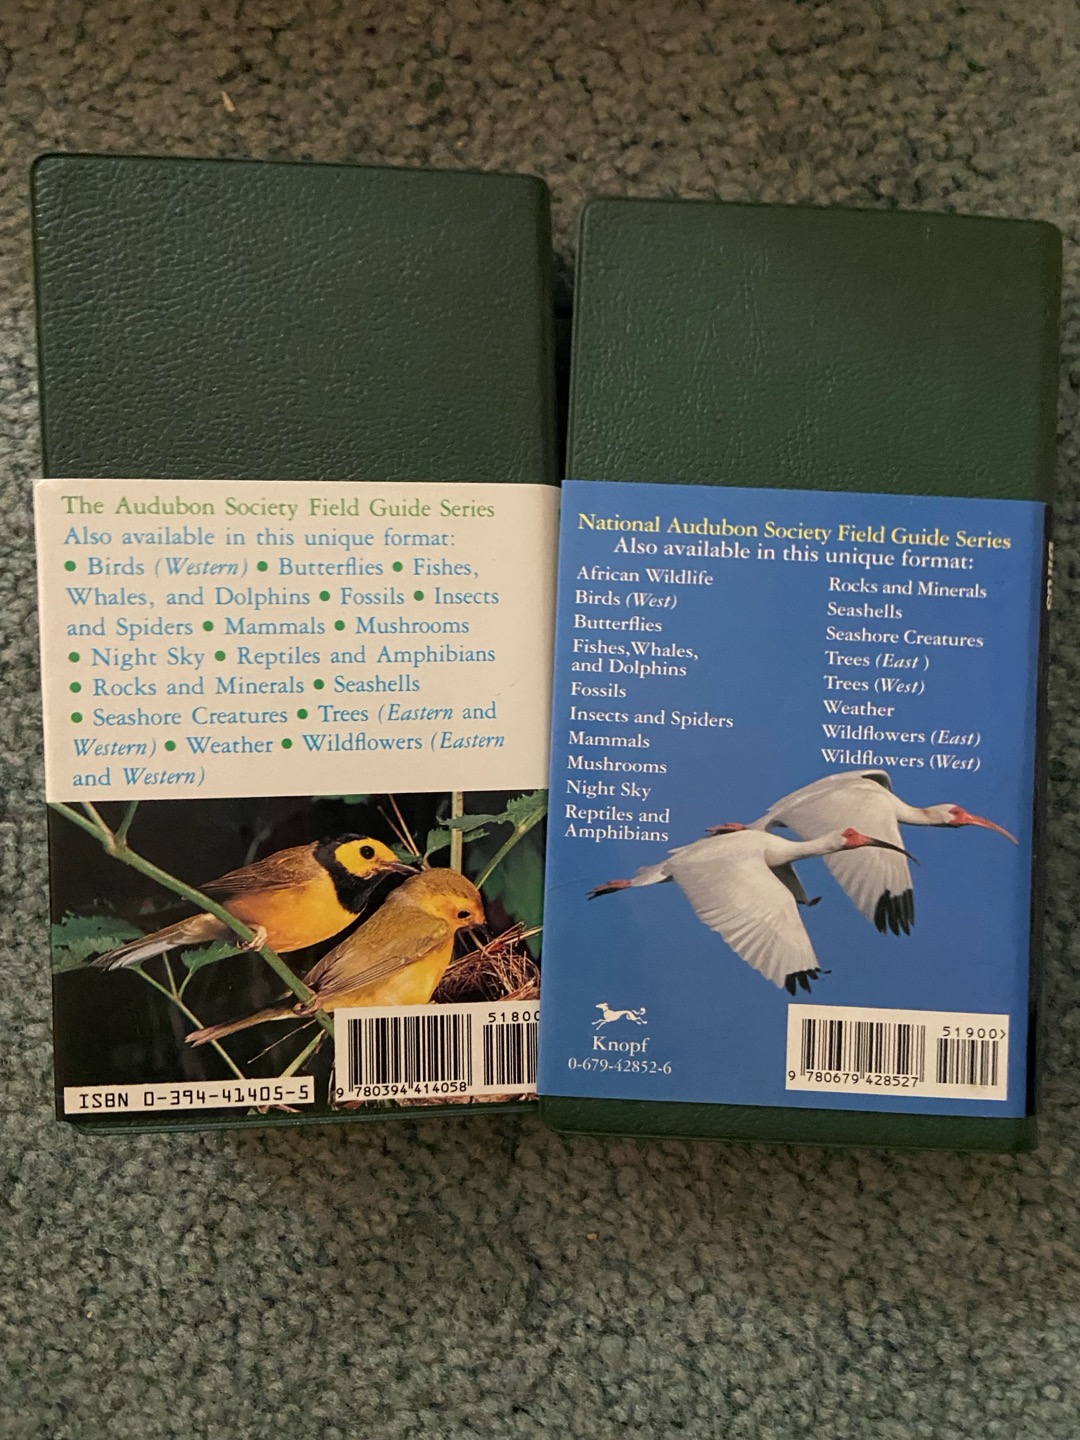 The Audubon Society Field Guide Series
Also available in this unique format:
• Birds (Western) • Butterflies • Fishes,
Whales, and Dolphins • Fossils • Insects
and Spiders • Mammals • Mushrooms
• Night Sky • Reptiles and Amphibians
• Rocks and Minerals • Seashells
• Seashore Creatures • Trees (Eastern and
Western) • Weather • Wildflowers (Eastern
and Western)
ISBN 0-394-41405-5
5180
9 780394 414058
National Audubon Society Field Guide Series
Also available in this unique format:
African Wildlife
Birds (West)
Butterflies
Fishes, Whales,
and Dolphins
Fossils
Insects and Spiders
Mammals
Mushrooms
Night Sky
Reptiles and
Amphibians
Rocks and Minerals
Seashells
Seashore Creatures
Trees (East )
Trees (West)
Weather
Wildflowers (East)
Wildflowers (West)
Knopf
0-679-42852-6
51900>
9 780679 428527